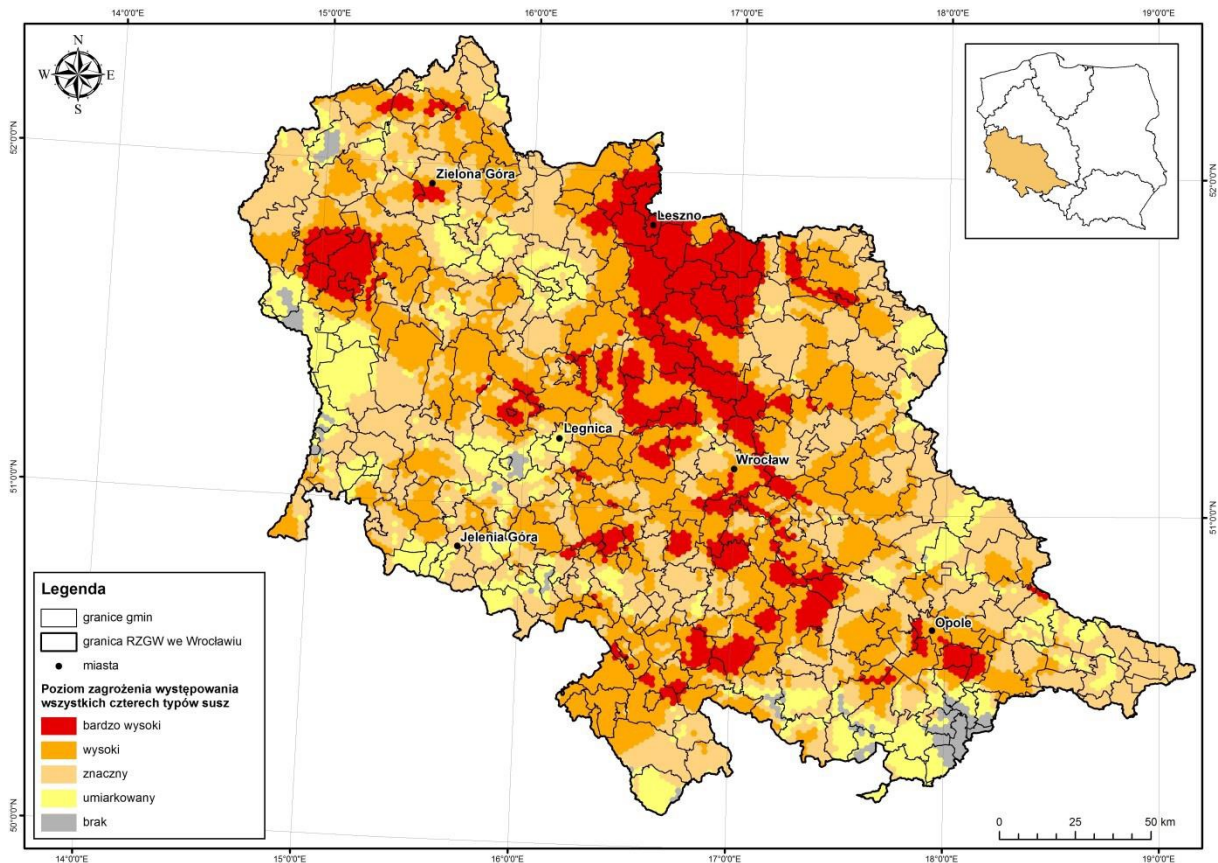 14°0'0"E 15°0'0"E 16°0'0"E 17°0'0"E 18°0'0"E 19°0'0"E
N
W E
S
52°0'0"N
52°0'0"N
Zielona Góra
Leszno
Legnica
Wrocław
51°0'0"N
51°0'0"N
Jelenia Góra
Opole
Legenda
granice gmin
granica RZGW we Wrocławiu
miasta
Poziom zagrożenia występowania
wszystkich czterech typów susz
bardzo wysoki
wysoki
znaczny
umiarkowany
brak
50°0'0"N
50°0'0"N
0 25 50 km
14°0'0"E 15°0'0"E 16°0'0"E 17°0'0"E 18°0'0"E 19°0'0"E